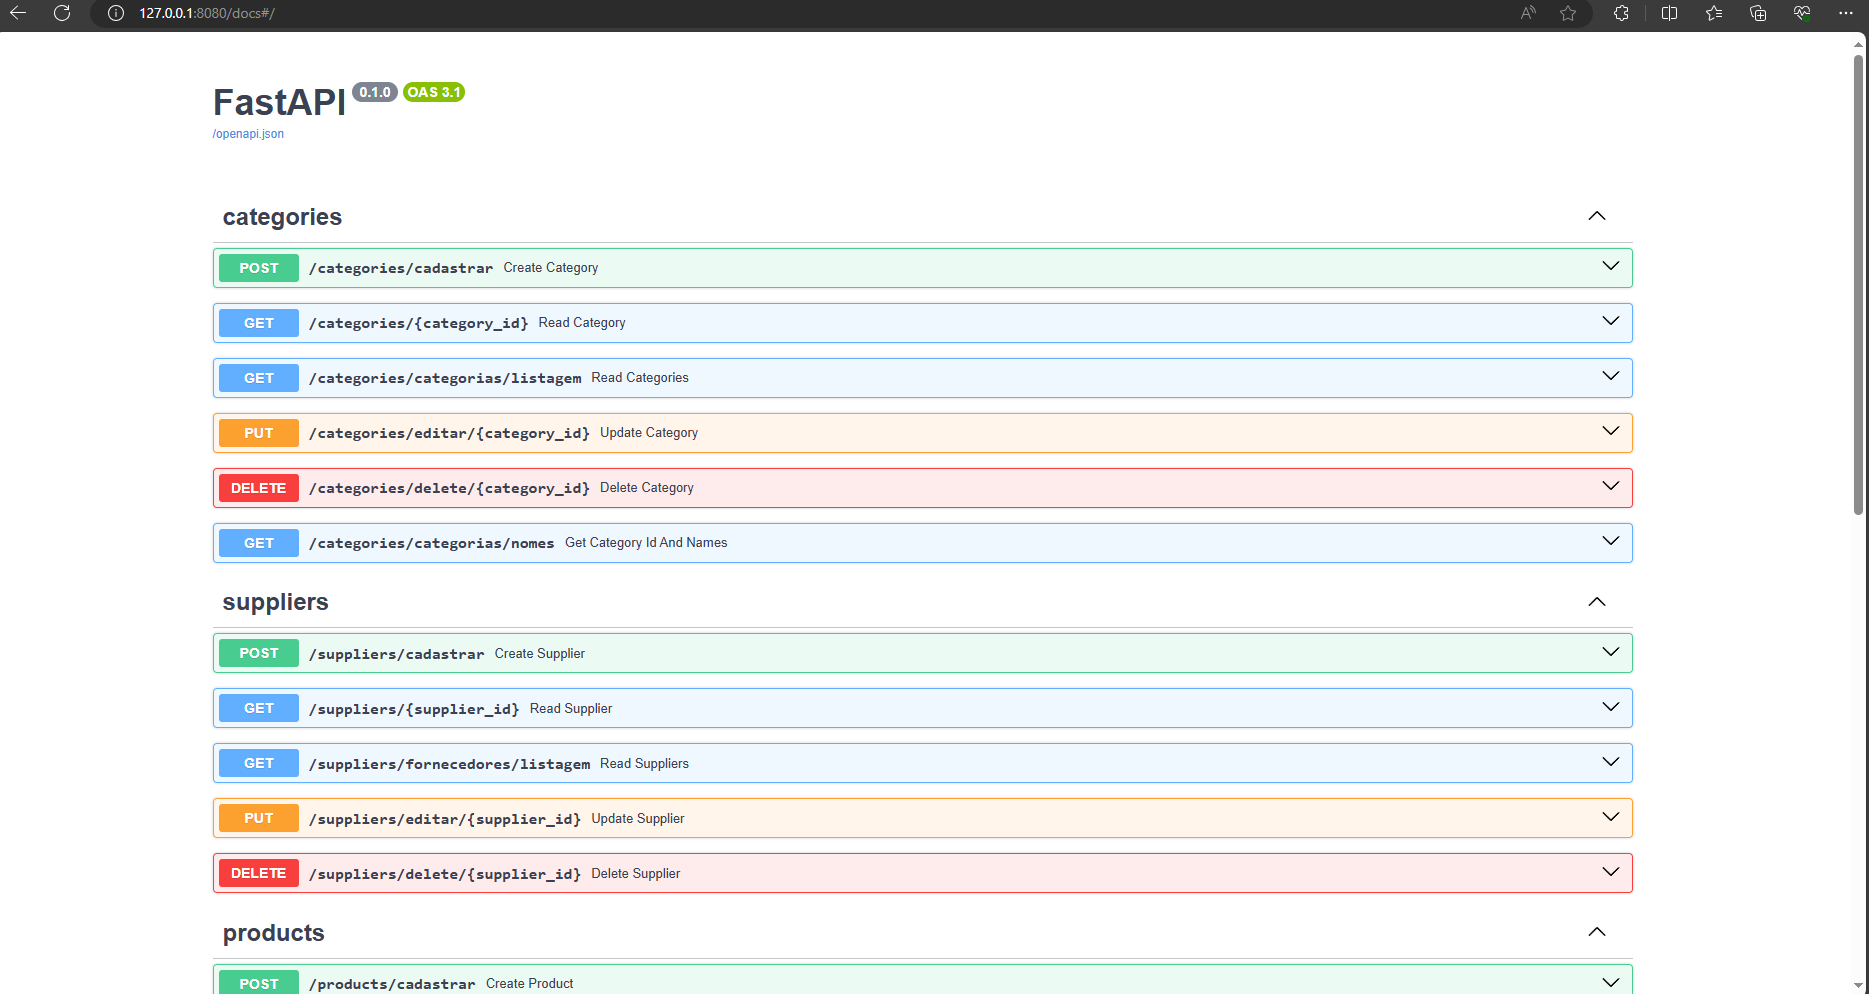 127.0.0.1:8080/docs#/
FastAPI 0.1.0 OAS 3.1
/openapi.json
categories
POST /categories/cadastrar Create Category
GET /categories/{category_id} Read Category
GET /categories/categorias/listagem Read Categories
PUT /categories/editar/{category_id} Update Category
DELETE /categories/delete/{category_id} Delete Category
GET /categories/categorias/nomes Get Category Id And Names
suppliers
POST /suppliers/cadastrar Create Supplier
GET /suppliers/{supplier_id} Read Supplier
GET /suppliers/fornecedores/listagem Read Suppliers
PUT /suppliers/editar/{supplier_id} Update Supplier
DELETE /suppliers/delete/{supplier_id} Delete Supplier
products
POST /products/cadastrar Create Product